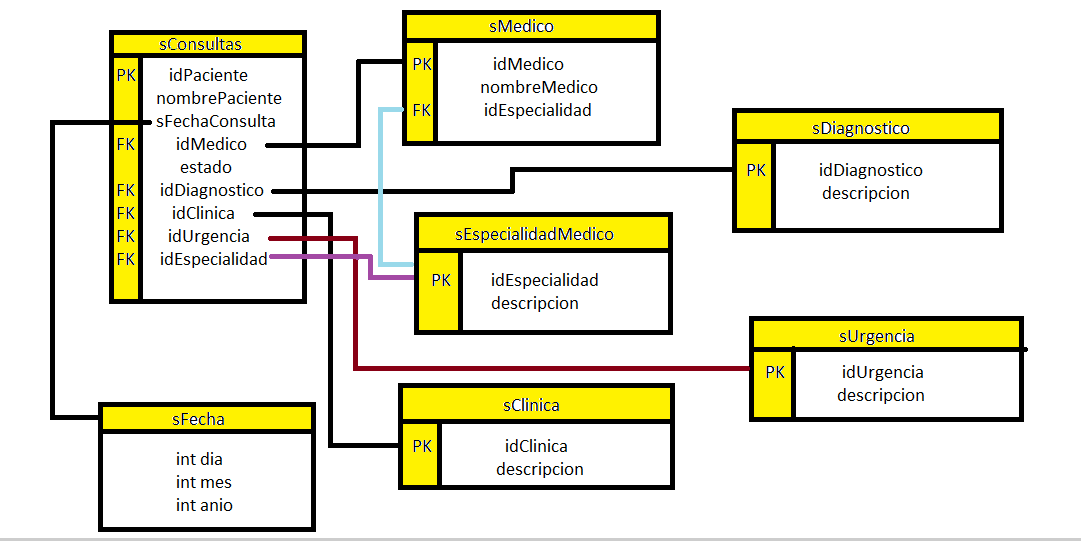 sConsultas
PK idPaciente
nombrePaciente
sFechaConsulta
FK idMedico
estado
FK idDiagnostico
FK idClinica
FK idUrgencia
FK idEspecialidad
sMedico
PK idMedico
nombreMedico
FK idEspecialidad
sDiagnostico
PK idDiagnostico
descripcion
sEspecialidadMedico
PK idEspecialidad
descripcion
sUrgencia
PK idUrgencia
descripcion
sClinica
PK idClinica
descripcion
sFecha
int dia
int mes
int anio